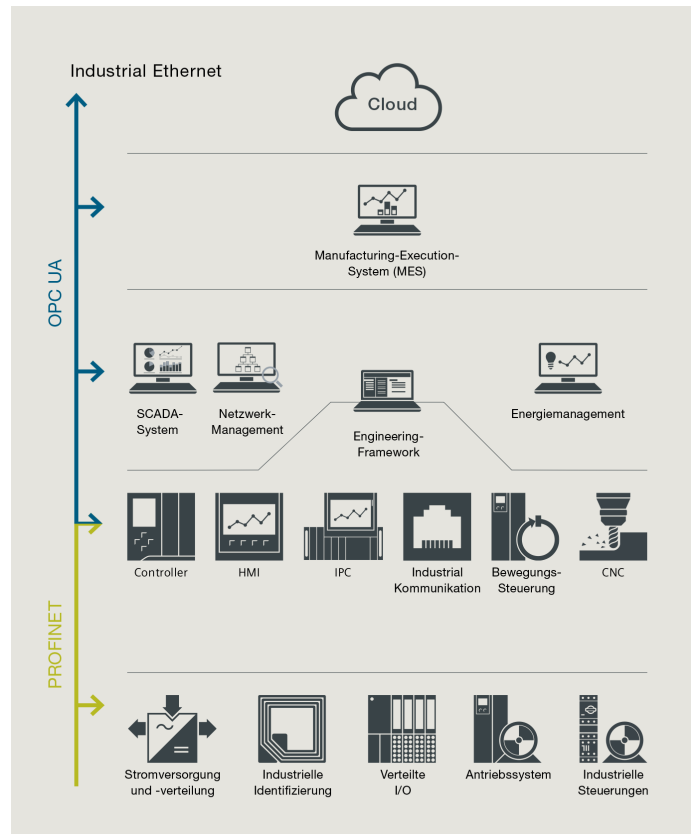 Industrial Ethernet
Cloud
Manufacturing-Execution-
System (MES)
OPC UA
SCADA-
System
Netzwerk-
Management
Engineering-
Framework
Energiemanagement
Controller
HMI
IPC
Industrial
Kommunikation
Bewegungs-
Steuerung
CNC
PROFINET
Stromversorgung
und -verteilung
Industrielle
Identifizierung
Verteilte
I/O
Antriebssystem
Industrielle
Steuerungen